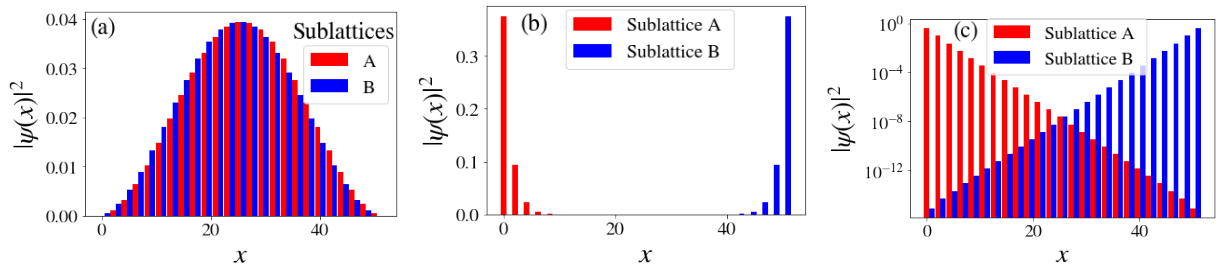 (a)
Sublattices
A
B
0.04
0.03
0.02
0.01
0.00
|ψ(x)|²
0 20 40
x
(b)
Sublattice A
Sublattice B
0.3
0.2
0.1
0.0
|ψ(x)|²
0 20 40
x
(c)
Sublattice A
Sublattice B
10⁰
10⁻⁴
10⁻⁸
10⁻¹²
|ψ(x)|²
0 20 40
x